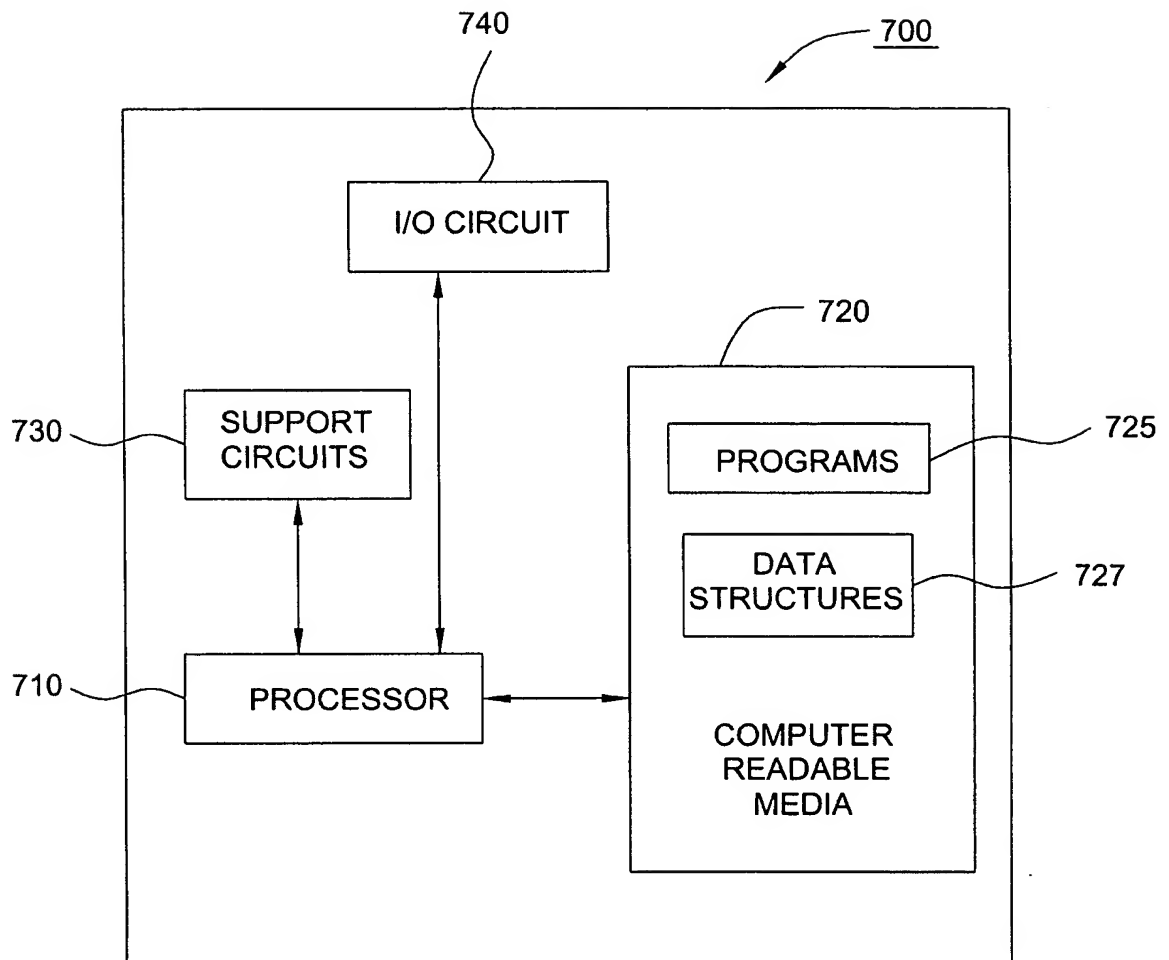 740
700
I/O CIRCUIT
720
730
SUPPORT
CIRCUITS
725
PROGRAMS
DATA
STRUCTURES
727
710
PROCESSOR
COMPUTER
READABLE
MEDIA